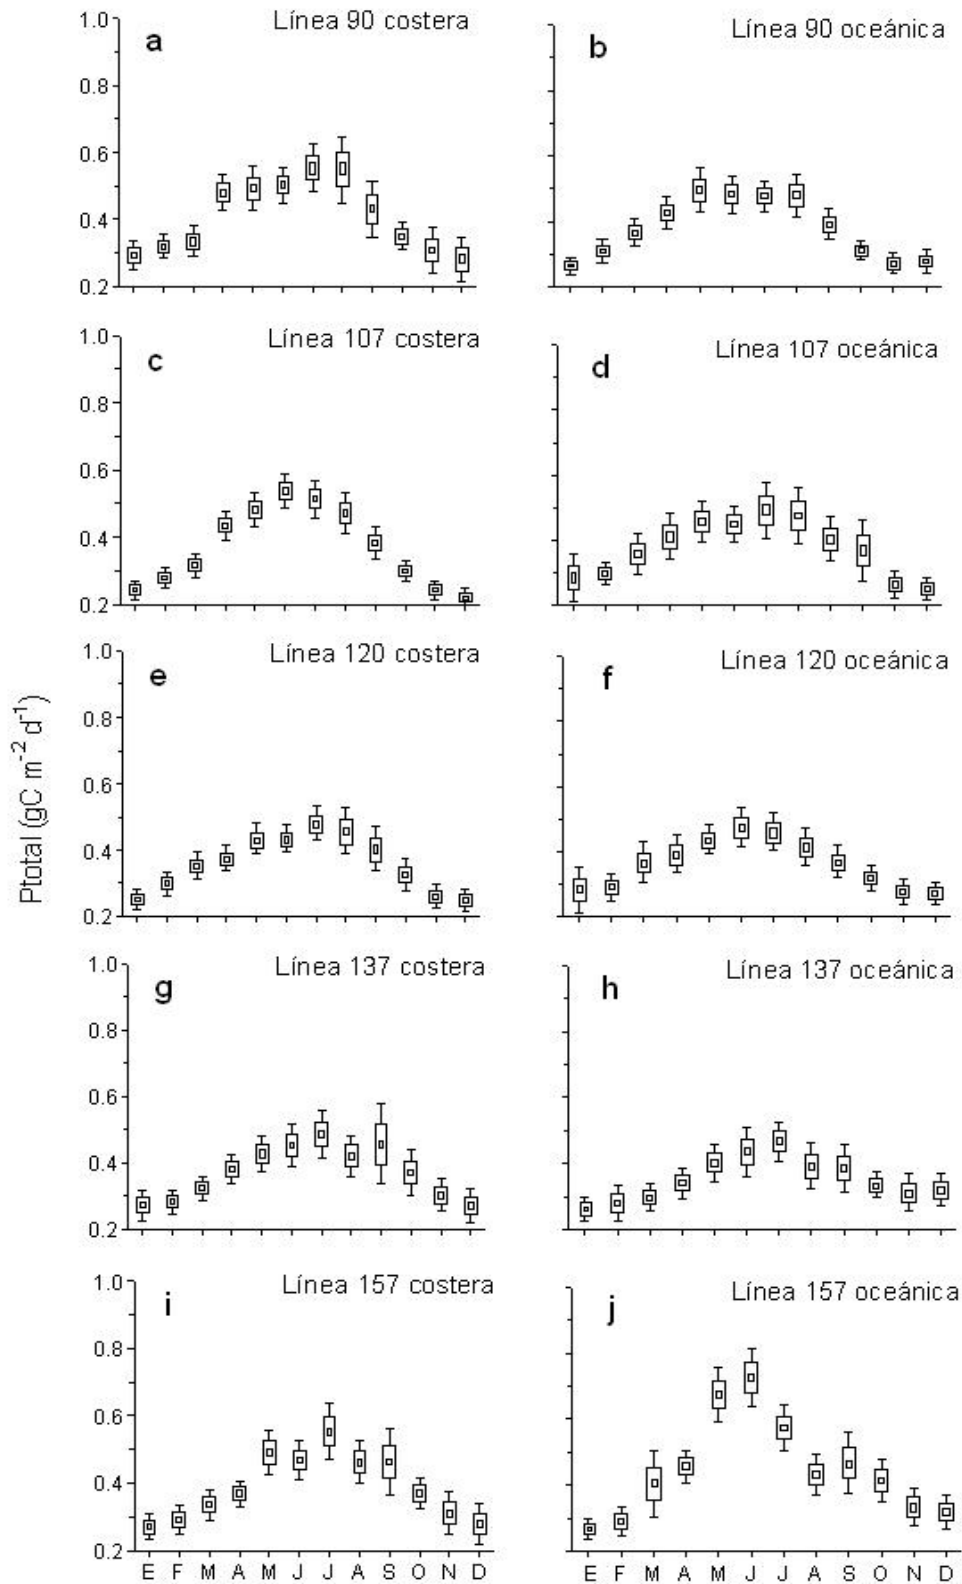 Línea 90 costera
Línea 90 oceánica
a
b
1.0
0.8
0.6
0.4
0.2
Línea 107 costera
Línea 107 oceánica
c
d
1.0
0.8
0.6
0.4
0.2
Línea 120 costera
Línea 120 oceánica
e
f
1.0
0.8
0.6
0.4
0.2
Ptotal (gC m⁻² d⁻¹)
Línea 137 costera
Línea 137 oceánica
g
h
1.0
0.8
0.6
0.4
0.2
Línea 157 costera
Línea 157 oceánica
i
j
1.0
0.8
0.6
0.4
0.2
E F M A M J J A S O N D
E F M A M J J A S O N D